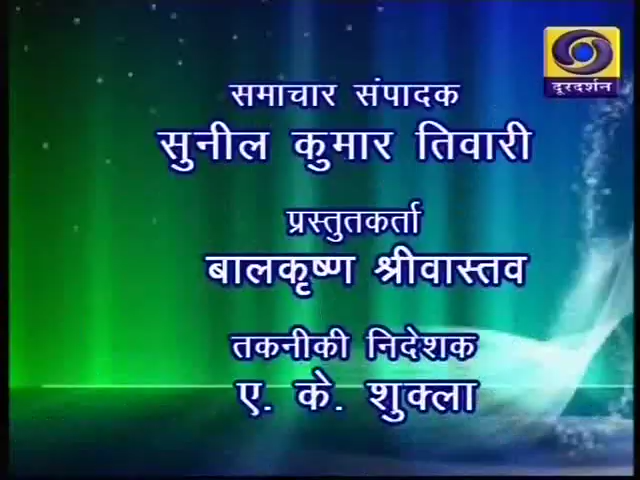 दूरदर्शन
समाचार संपादक
सुनील कुमार तिवारी
प्रस्तुतकर्ता
बालकृष्ण श्रीवास्तव
तकनीकी निदेशक
ए. के. शुक्ला